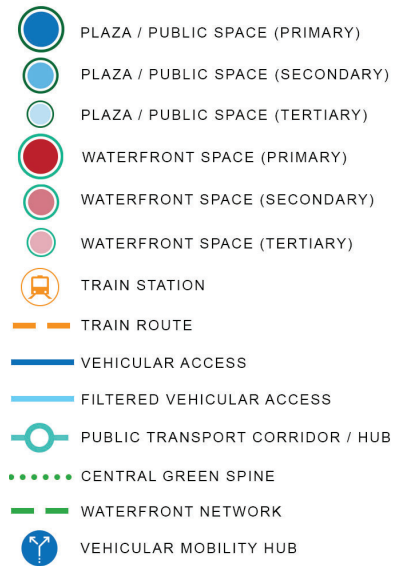 PLAZA / PUBLIC SPACE (PRIMARY)
PLAZA / PUBLIC SPACE (SECONDARY)
PLAZA / PUBLIC SPACE (TERTIARY)
WATERFRONT SPACE (PRIMARY)
WATERFRONT SPACE (SECONDARY)
WATERFRONT SPACE (TERTIARY)
TRAIN STATION
TRAIN ROUTE
VEHICULAR ACCESS
FILTERED VEHICULAR ACCESS
PUBLIC TRANSPORT CORRIDOR / HUB
CENTRAL GREEN SPINE
WATERFRONT NETWORK
VEHICULAR MOBILITY HUB